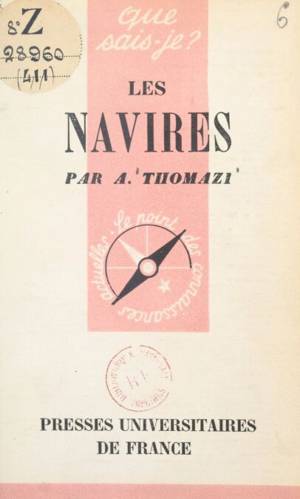 8° Z
28960
(411)
6
que
sais-je?
LES
NAVIRES
PAR A. THOMAZI
Le point des connaissances actuelles
PRESSES UNIVERSITAIRES
DE FRANCE